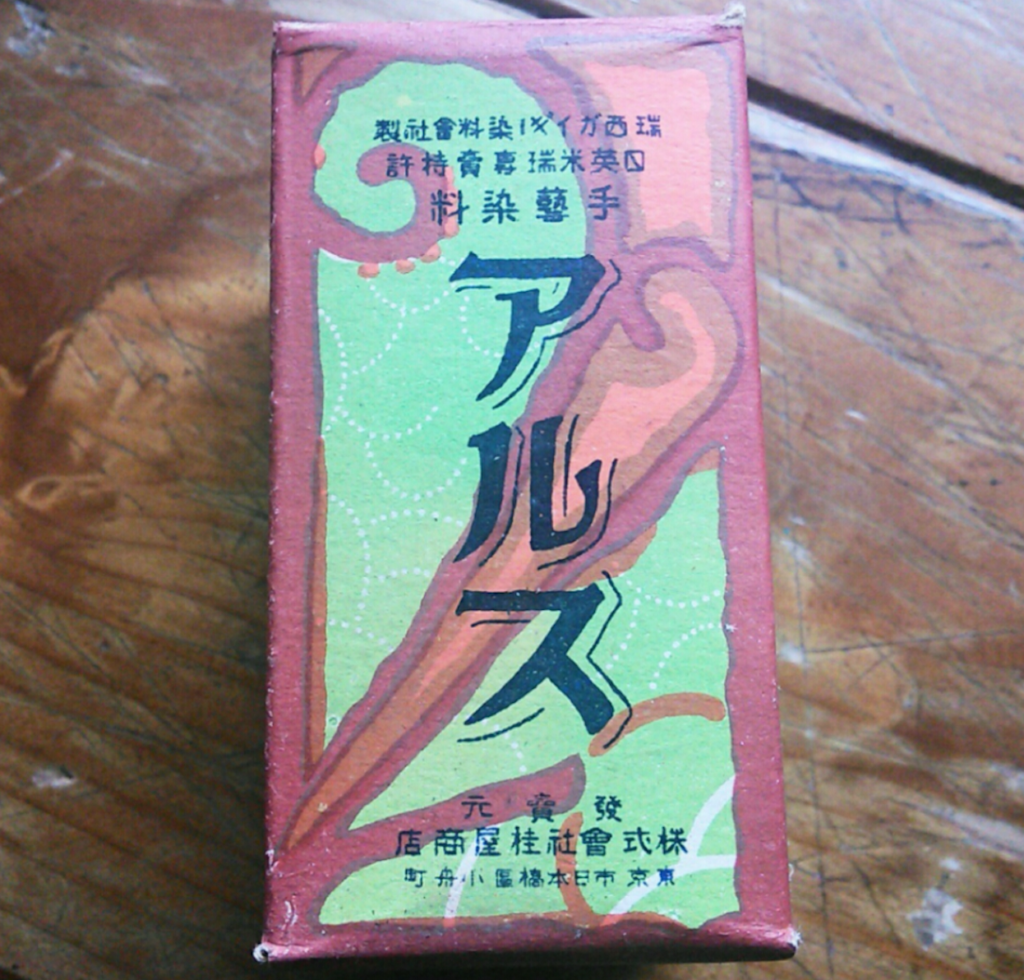 瑞西ガイギー染料會社製
日英米瑞專賣特許
手藝染料
アルス
發賣元
株式會社桂屋商店
東京市日本橋區小舟町